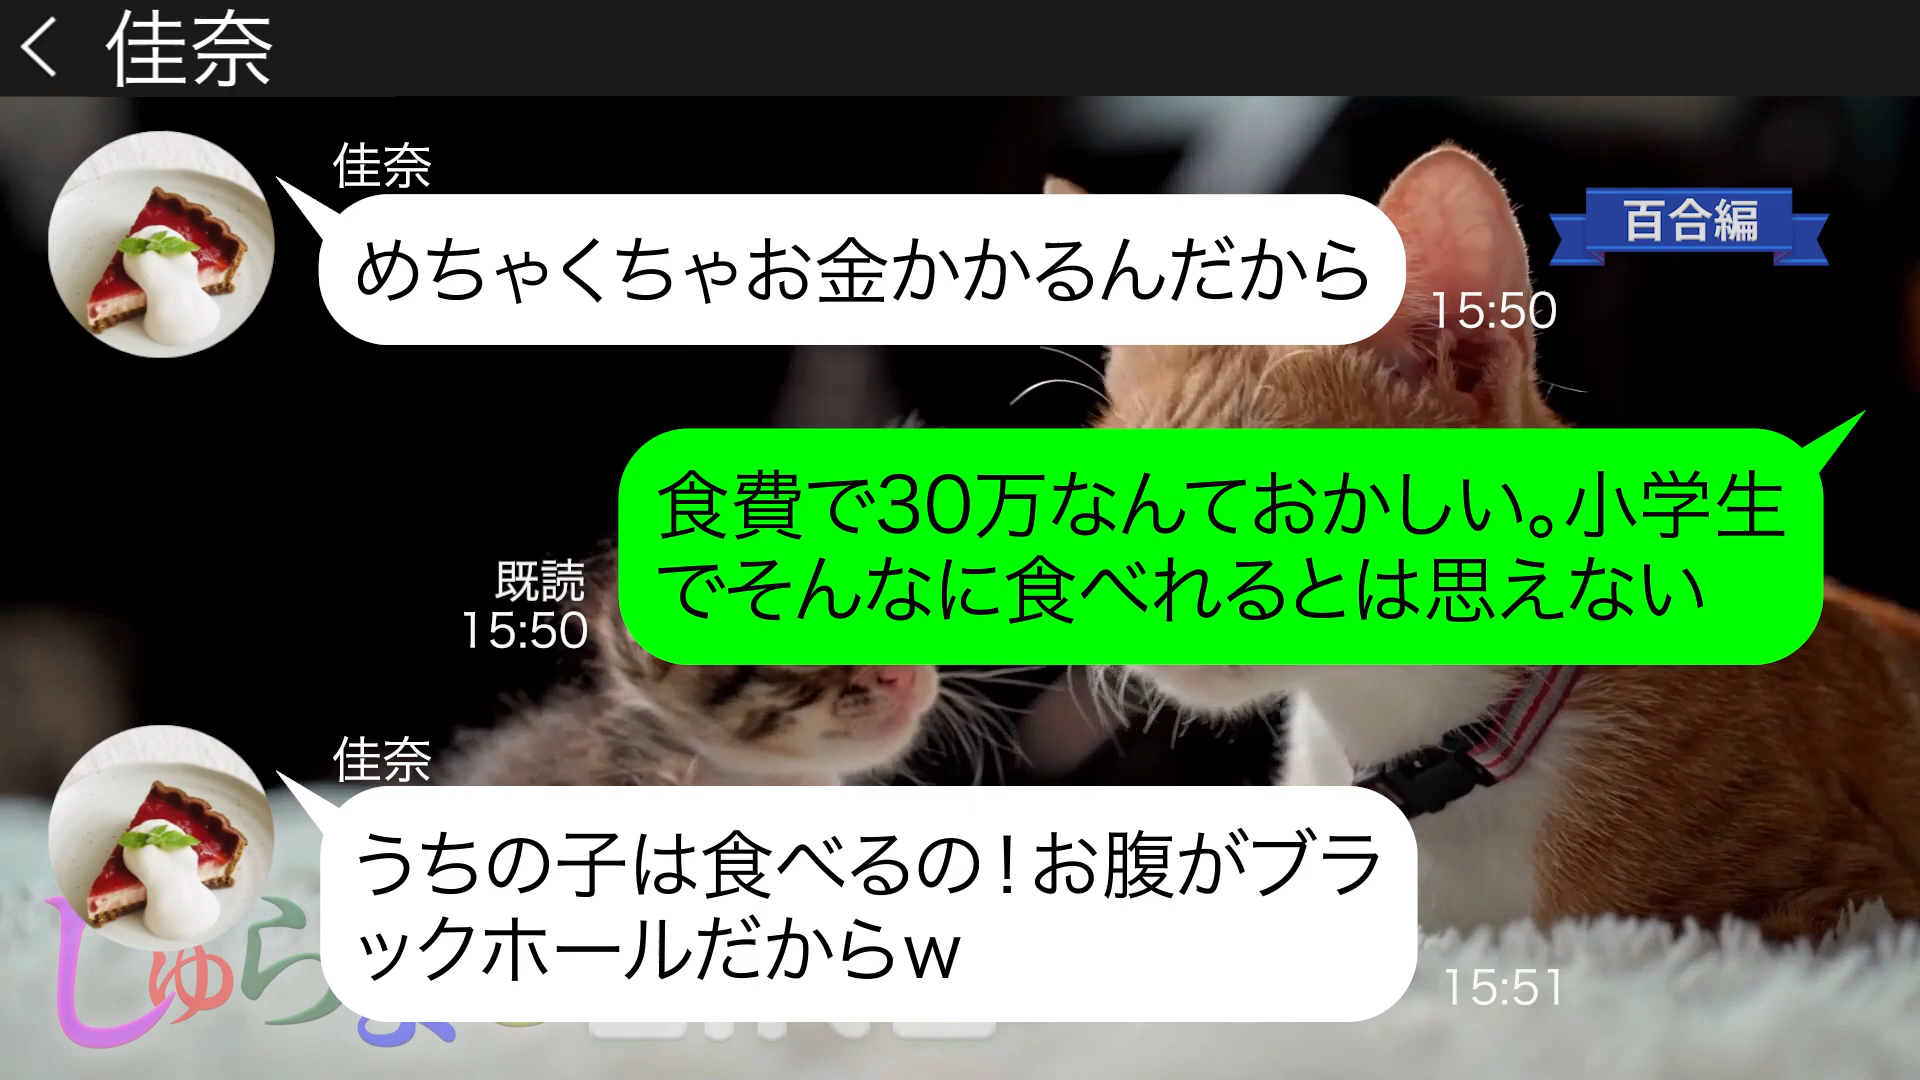 佳奈
佳奈
めちゃくちゃお金かかるんだから
15:50
百合編
食費で30万なんておかしい。小学生
でそんなに食べれるとは思えない
既読
15:50
佳奈
うちの子は食べるの！お腹がブラ
ックホールだからw
15:51
しゅら